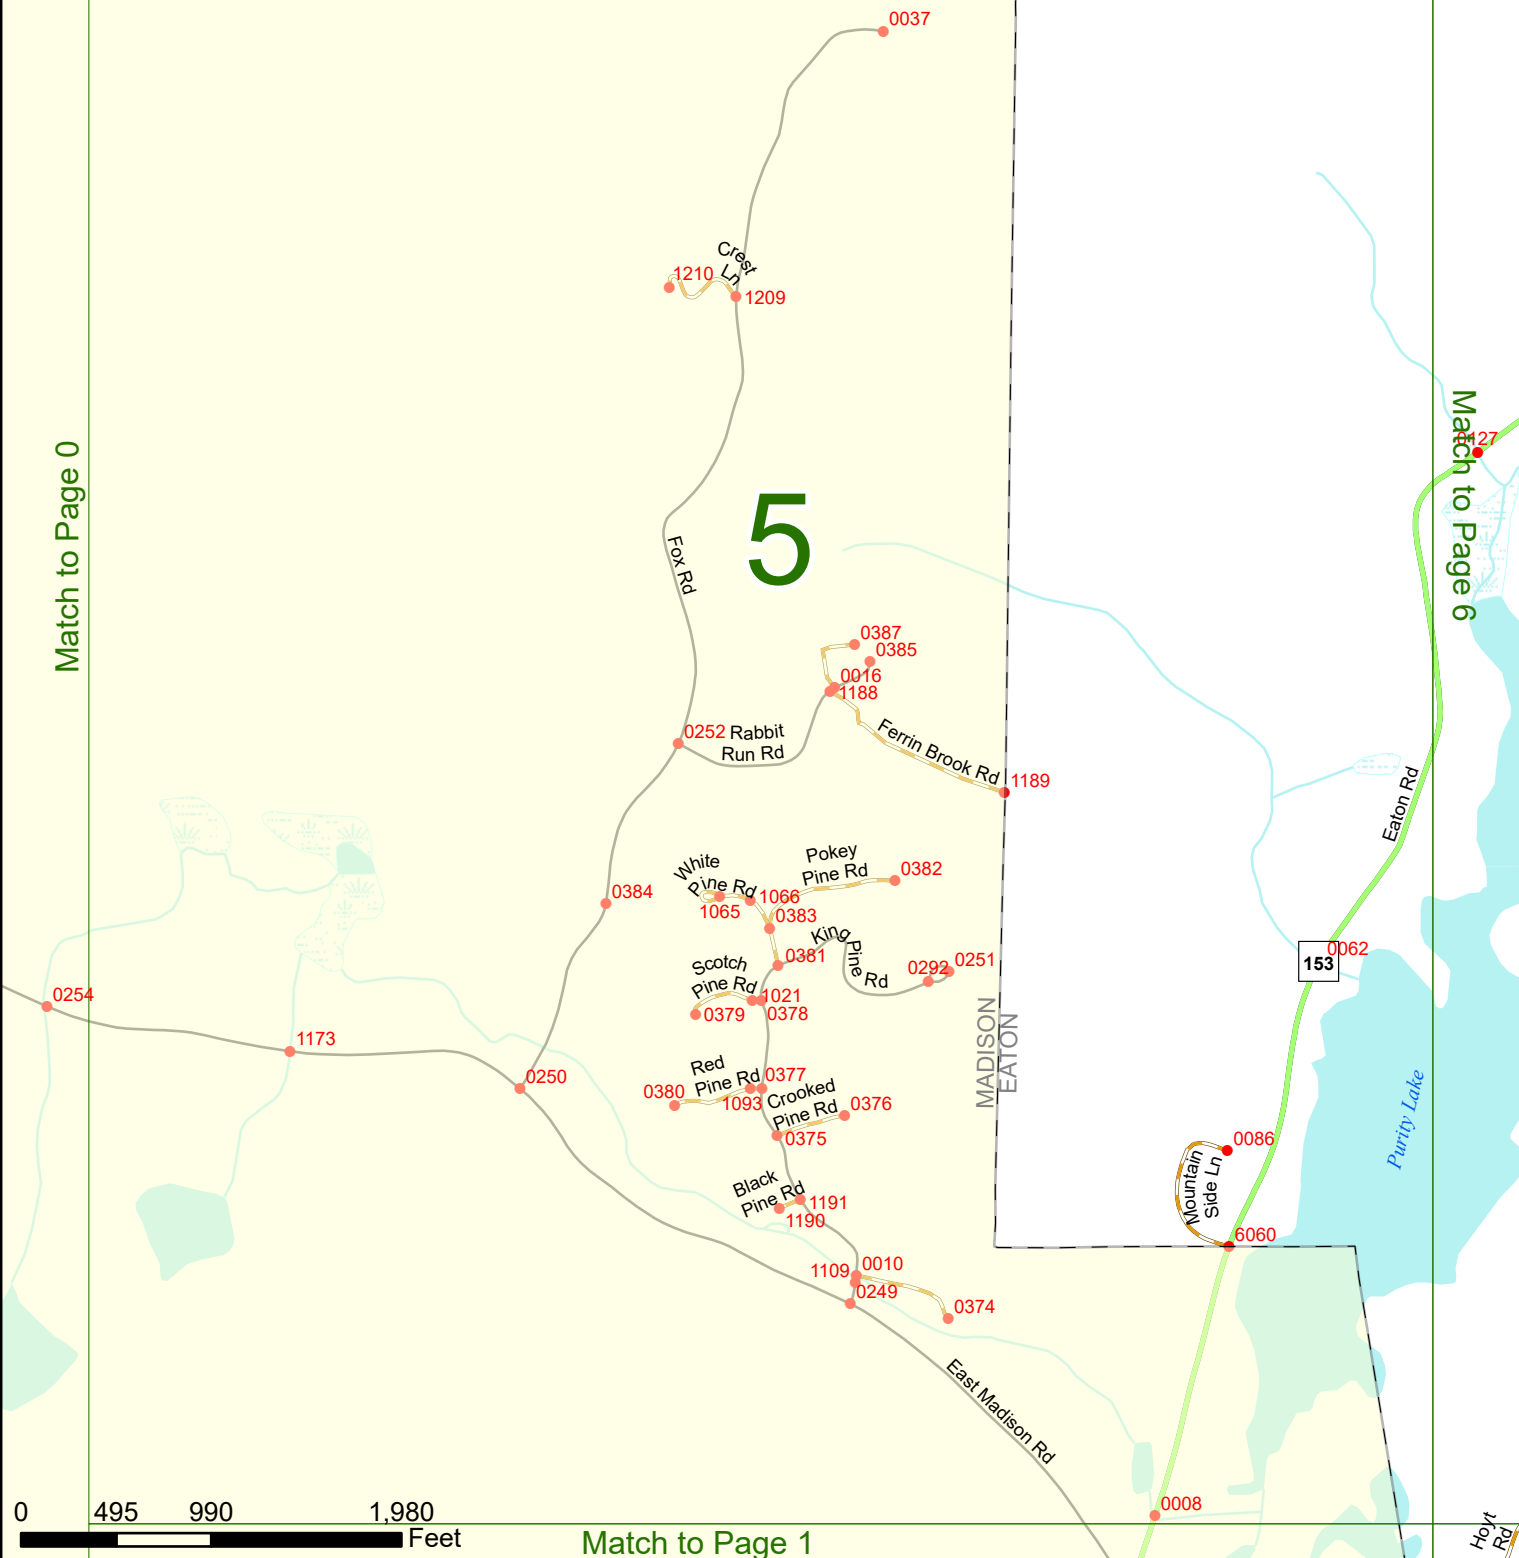 0037
Crest
Ln
1210
1209
Match to Page 0
Match to Page 6
0127
5
Fox Rd
0387
0385
0016
1188
0252
Rabbit
Run Rd
Ferrin Brook Rd
1189
Eaton Rd
White
Pine Rd
Pokey
Pine Rd
0382
0384
1066
1065
0383
King
Pine Rd
0381
0251
0292
0062
153
Scotch
Pine Rd
1021
0379
0378
0254
MADISON
EATON
1173
0250
Red
Pine Rd
0377
0380
1093
Crooked
Pine Rd
0376
0375
Purity Lake
0086
Mountain
Side Ln
Black
Pine Rd
1191
1190
6060
1109
0010
0249
0374
East Madison Rd
0008
0 495 990 1,980
Feet
Match to Page 1
Hoyt
Rd